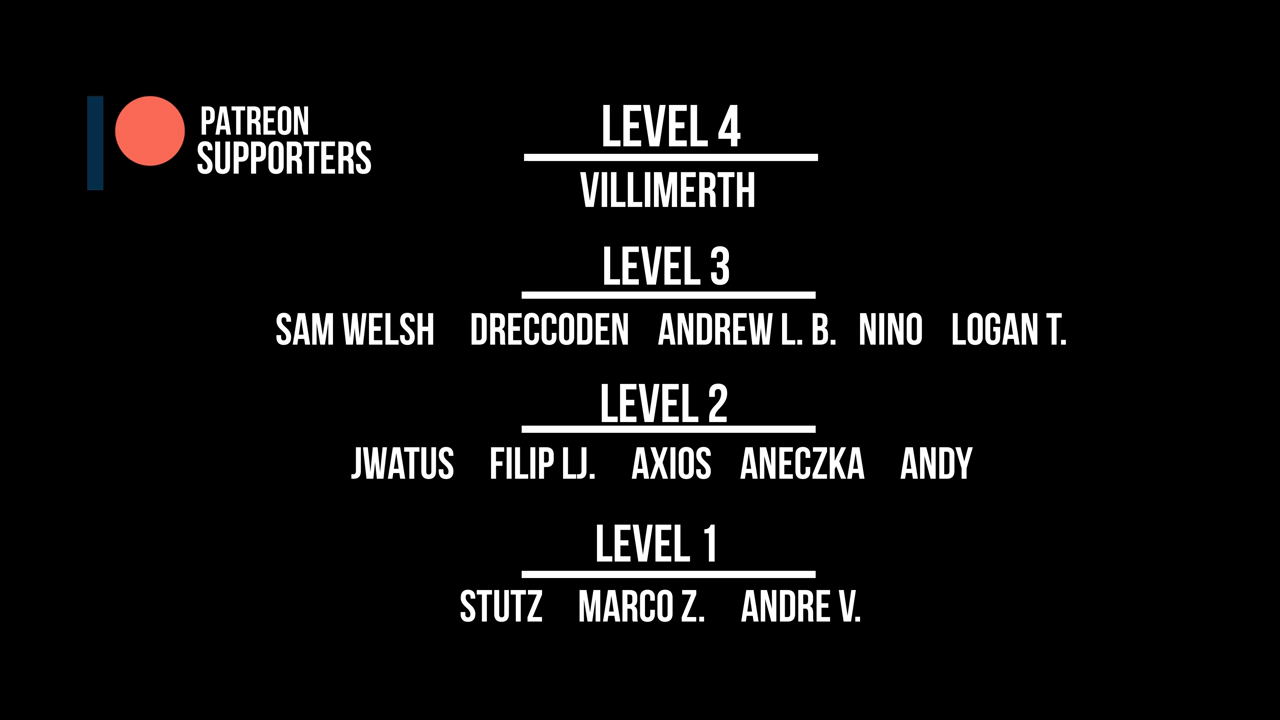 PATREON
SUPPORTERS
LEVEL 4
VILLIMERTH
LEVEL 3
SAM WELSH DRECCODEN ANDREW L. B. NINO LOGAN T.
LEVEL 2
JWATUS FILIP LJ. AXIOS ANECZKA ANDY
LEVEL 1
STUTZ MARCO Z. ANDRE V.